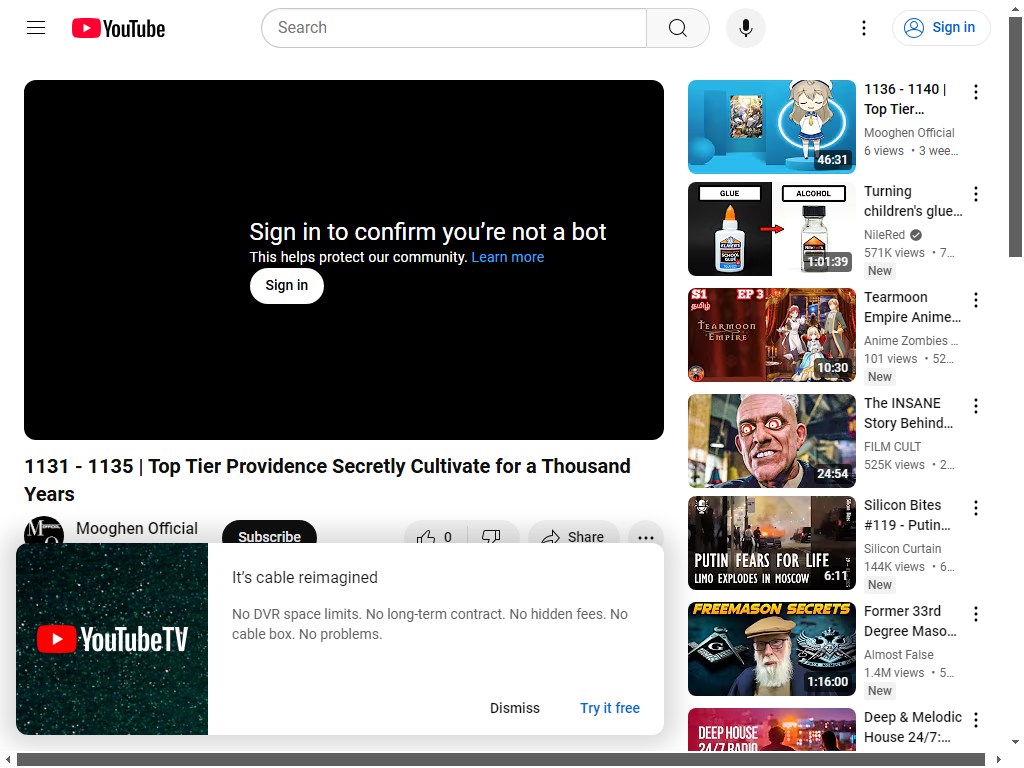 YouTube
Search
Sign in
Sign in to confirm you’re not a bot
This helps protect our community. Learn more
Sign in
1131 - 1135 | Top Tier Providence Secretly Cultivate for a Thousand
Years
Mooghen Official
Subscribe
0
Share
YouTubeTV
It’s cable reimagined
No DVR space limits. No long-term contract. No hidden fees. No
cable box. No problems.
Dismiss
Try it free
46:31
1136 - 1140 |
Top Tier…
Mooghen Official
6 views • 3 wee…
GLUE
ALCOHOL
ELMER'S
SCHOOL
GLUE
1:01:39
Turning
children's glue…
NileRed
571K views • 7…
New
S1
EP 3
தமிழ்
TEARMOON
EMPIRE
10:30
Tearmoon
Empire Anime…
Anime Zombies …
101 views • 52…
New
24:54
The INSANE
Story Behind…
FILM CULT
525K views • 2…
PUTIN FEARS FOR LIFE
LIMO EXPLODES IN MOSCOW
6:11
Silicon Bites
#119 - Putin…
Silicon Curtain
144K views • 6…
New
FREEMASON SECRETS
G
1:16:00
Former 33rd
Degree Maso…
Almost False
1.4M views • 5…
New
DEEP HOUSE
24/7 RADIO
Deep & Melodic
House 24/7:…